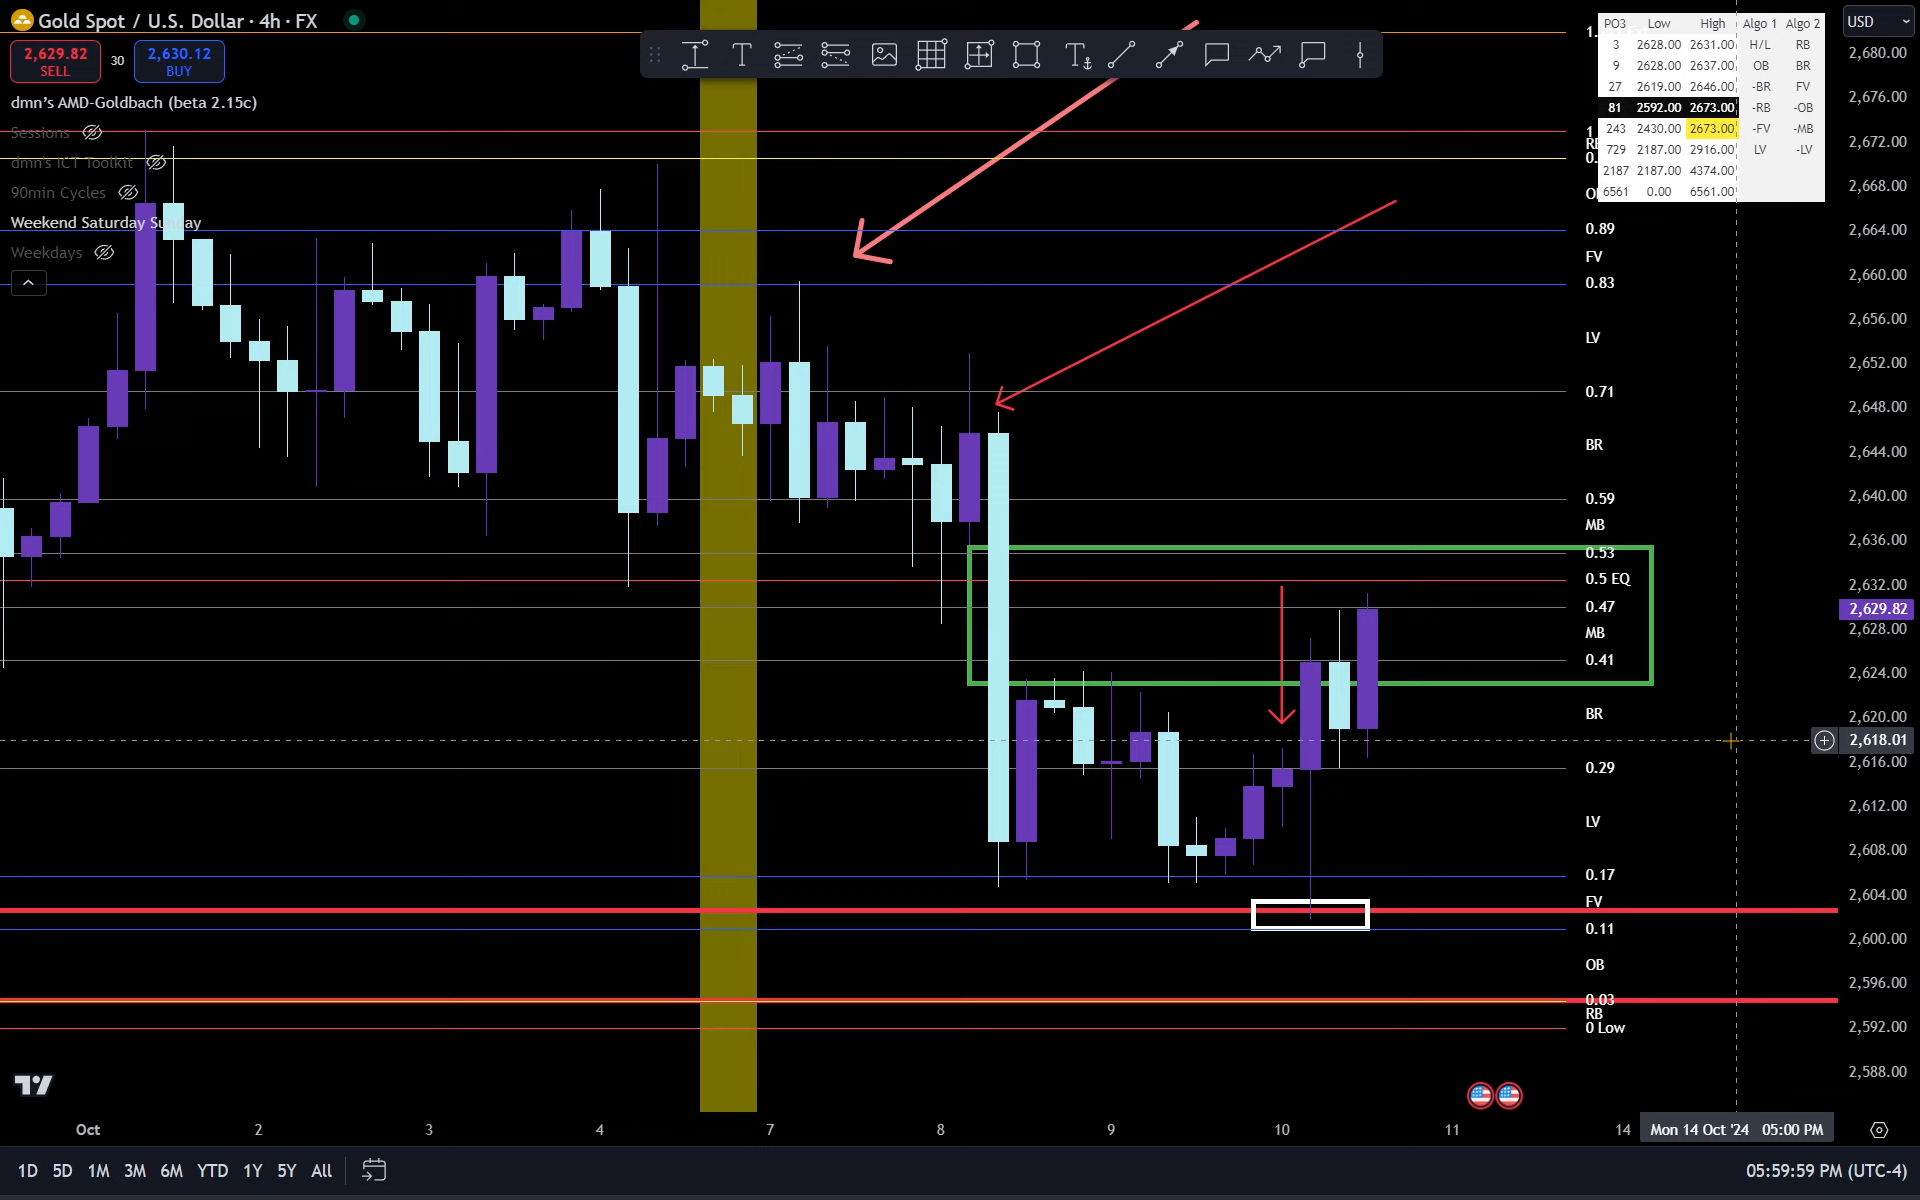 Gold Spot / U.S. Dollar · 4h · FX
2,629.82
SELL
30
2,630.12
BUY
dmn's AMD-Goldbach (beta 2.15c)
Sessions
dmn's ICT Toolkit
90min Cycles
Weekend Saturday Sunday
Weekdays
PO3 Low High Algo 1 Algo 2
3 2628.00 2631.00 H/L RB
9 2628.00 2637.00 OB BR
27 2619.00 2646.00 -BR FV
81 2592.00 2673.00 -RB -OB
243 2430.00 2673.00 -FV -MB
729 2187.00 2916.00 LV -LV
2187 2187.00 4374.00
6561 0.00 6561.00
0.89
FV
0.83
LV
0.71
BR
0.59
MB
0.53
0.5 EQ
0.47
MB
0.41
BR
0.29
LV
0.17
FV
0.11
OB
0.03
RB
0 Low
USD
2,680.00
2,676.00
2,672.00
2,668.00
2,664.00
2,660.00
2,656.00
2,652.00
2,648.00
2,644.00
2,640.00
2,636.00
2,632.00
2,629.82
2,628.00
2,624.00
2,620.00
2,618.01
2,616.00
2,612.00
2,608.00
2,604.00
2,600.00
2,596.00
2,592.00
2,588.00
Oct 2 3 4 7 8 9 10 11 14
Mon 14 Oct '24 05:00 PM
1D 5D 1M 3M 6M YTD 1Y 5Y All
05:59:59 PM (UTC-4)